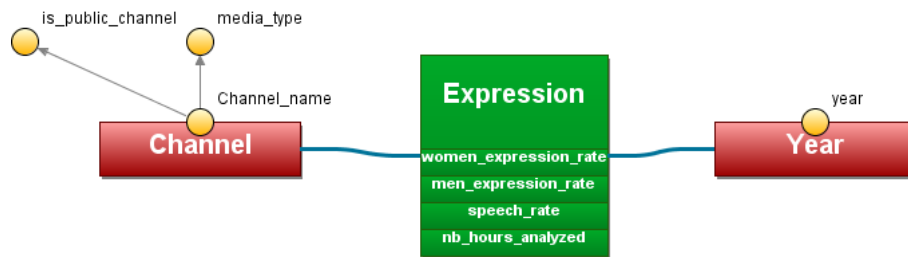 is_public_channel
media_type
Channel_name
Channel
Expression
women_expression_rate
men_expression_rate
speech_rate
nb_hours_analyzed
year
Year